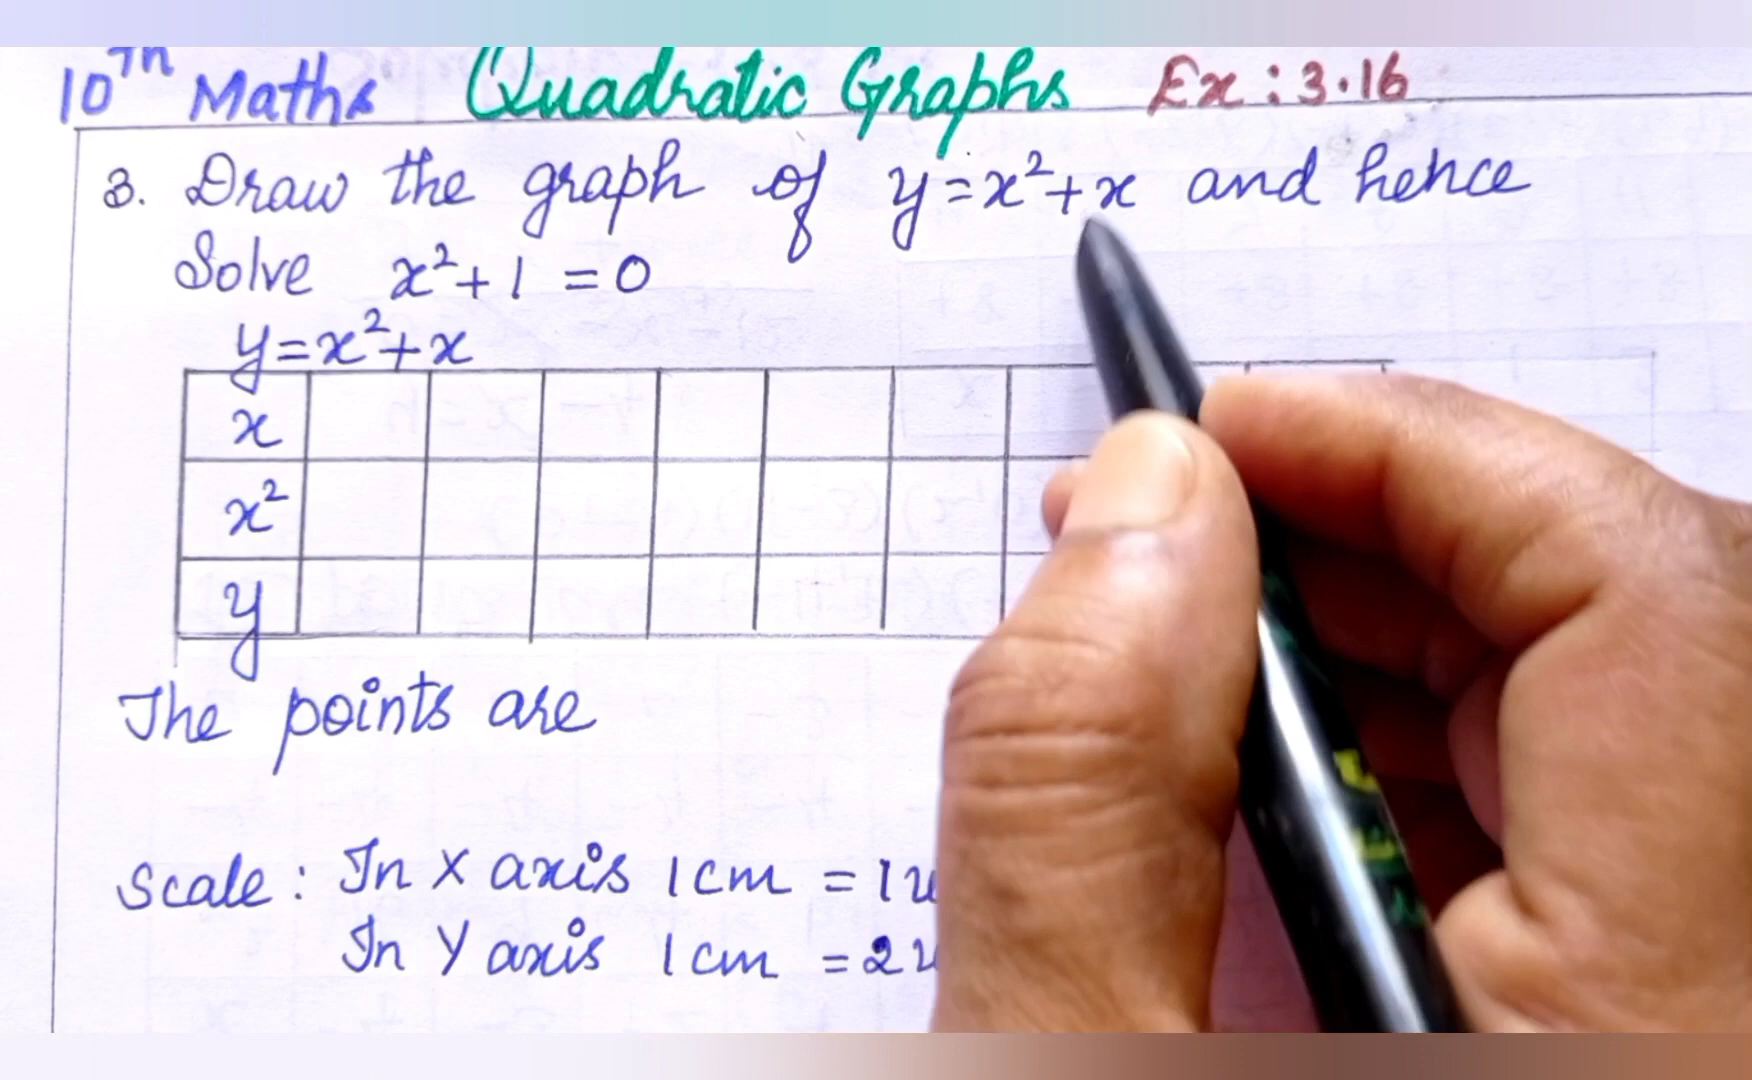 10th Maths Quadratic Graphs Ex: 3.16
3. Draw the graph of y=x²+x and hence
Solve x²+1=0
y=x²+x
x
x²
y
The points are
Scale: In X axis 1cm = 1u
In Y axis 1cm = 2u